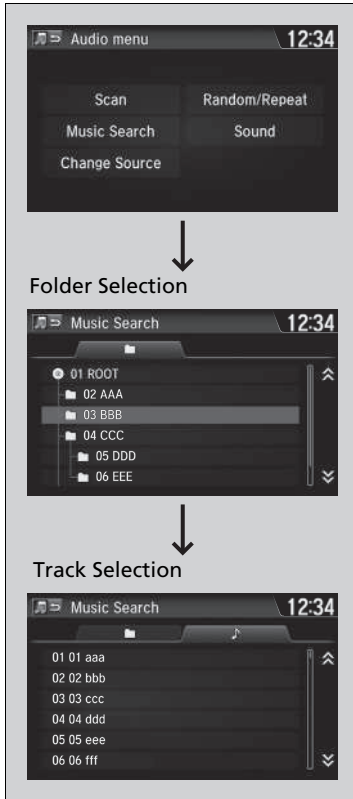 Audio menu 12:34
Scan Random/Repeat
Music Search Sound
Change Source
Folder Selection
Music Search 12:34
01 ROOT
02 AAA
03 BBB
04 CCC
05 DDD
06 EEE
Track Selection
Music Search 12:34
01 01 aaa
02 02 bbb
03 03 ccc
04 04 ddd
05 05 eee
06 06 fff